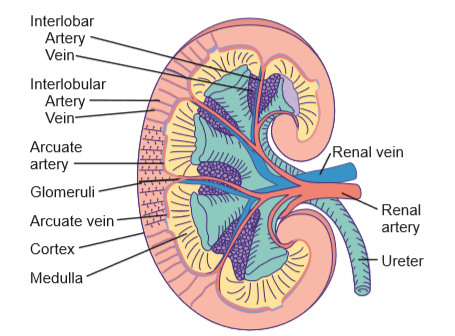 Interlobar
Artery
Vein
Interlobular
Artery
Vein
Arcuate
artery
Glomeruli
Arcuate vein
Cortex
Medulla
Renal vein
Renal
artery
Ureter